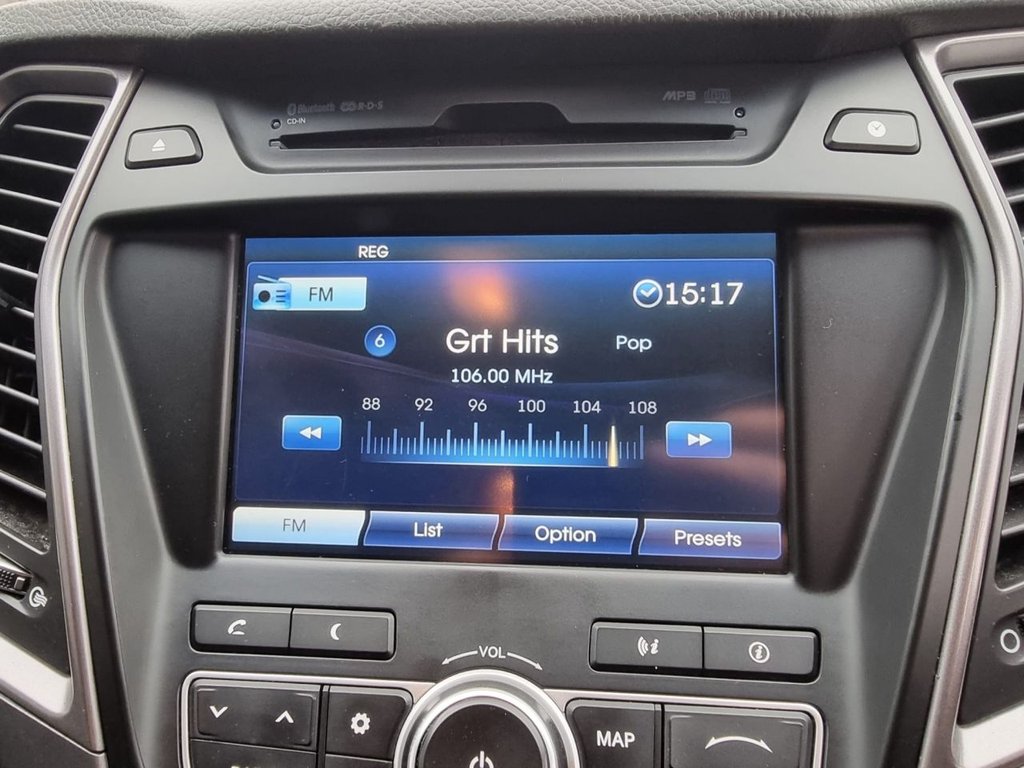 Bluetooth R·D·S
MP3
CD-IN
REG
FM
15:17
6 Grt Hits Pop
106.00 MHz
88 92 96 100 104 108
FM List Option Presets
VOL
MAP